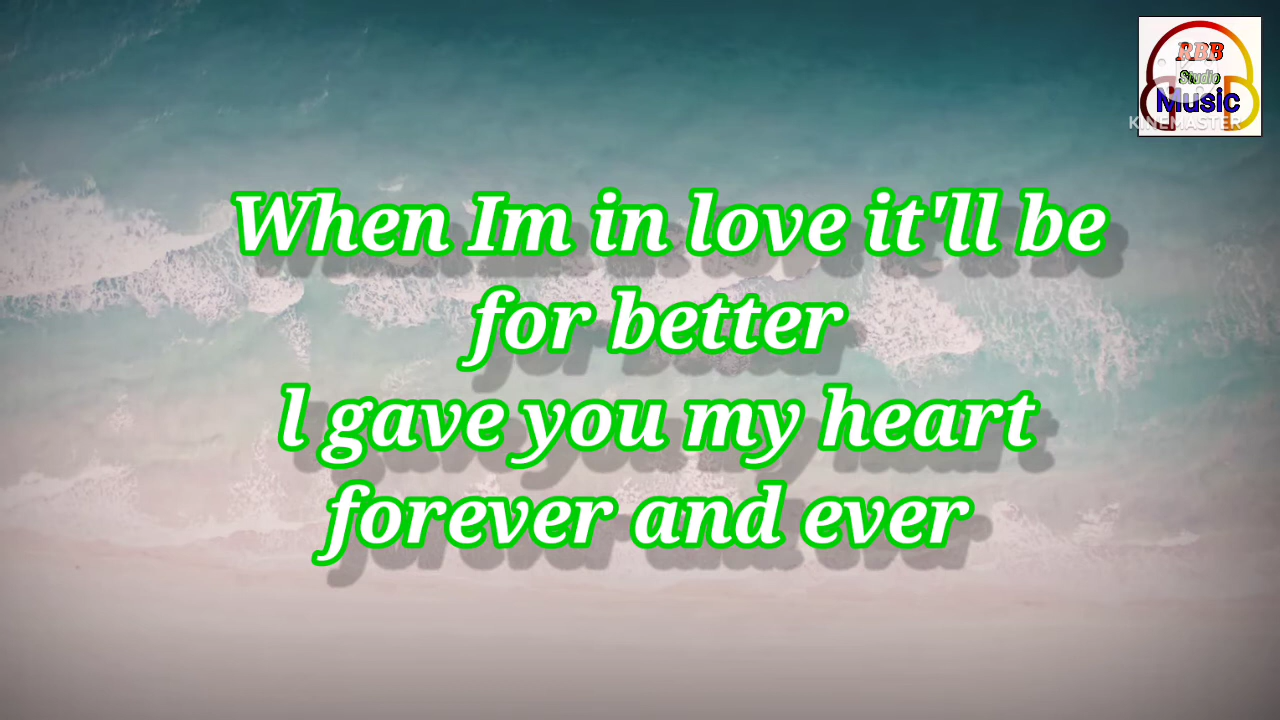 RBB
Studio
Music
KINEMASTER
When Im in love it'll be
for better
l gave you my heart
forever and ever